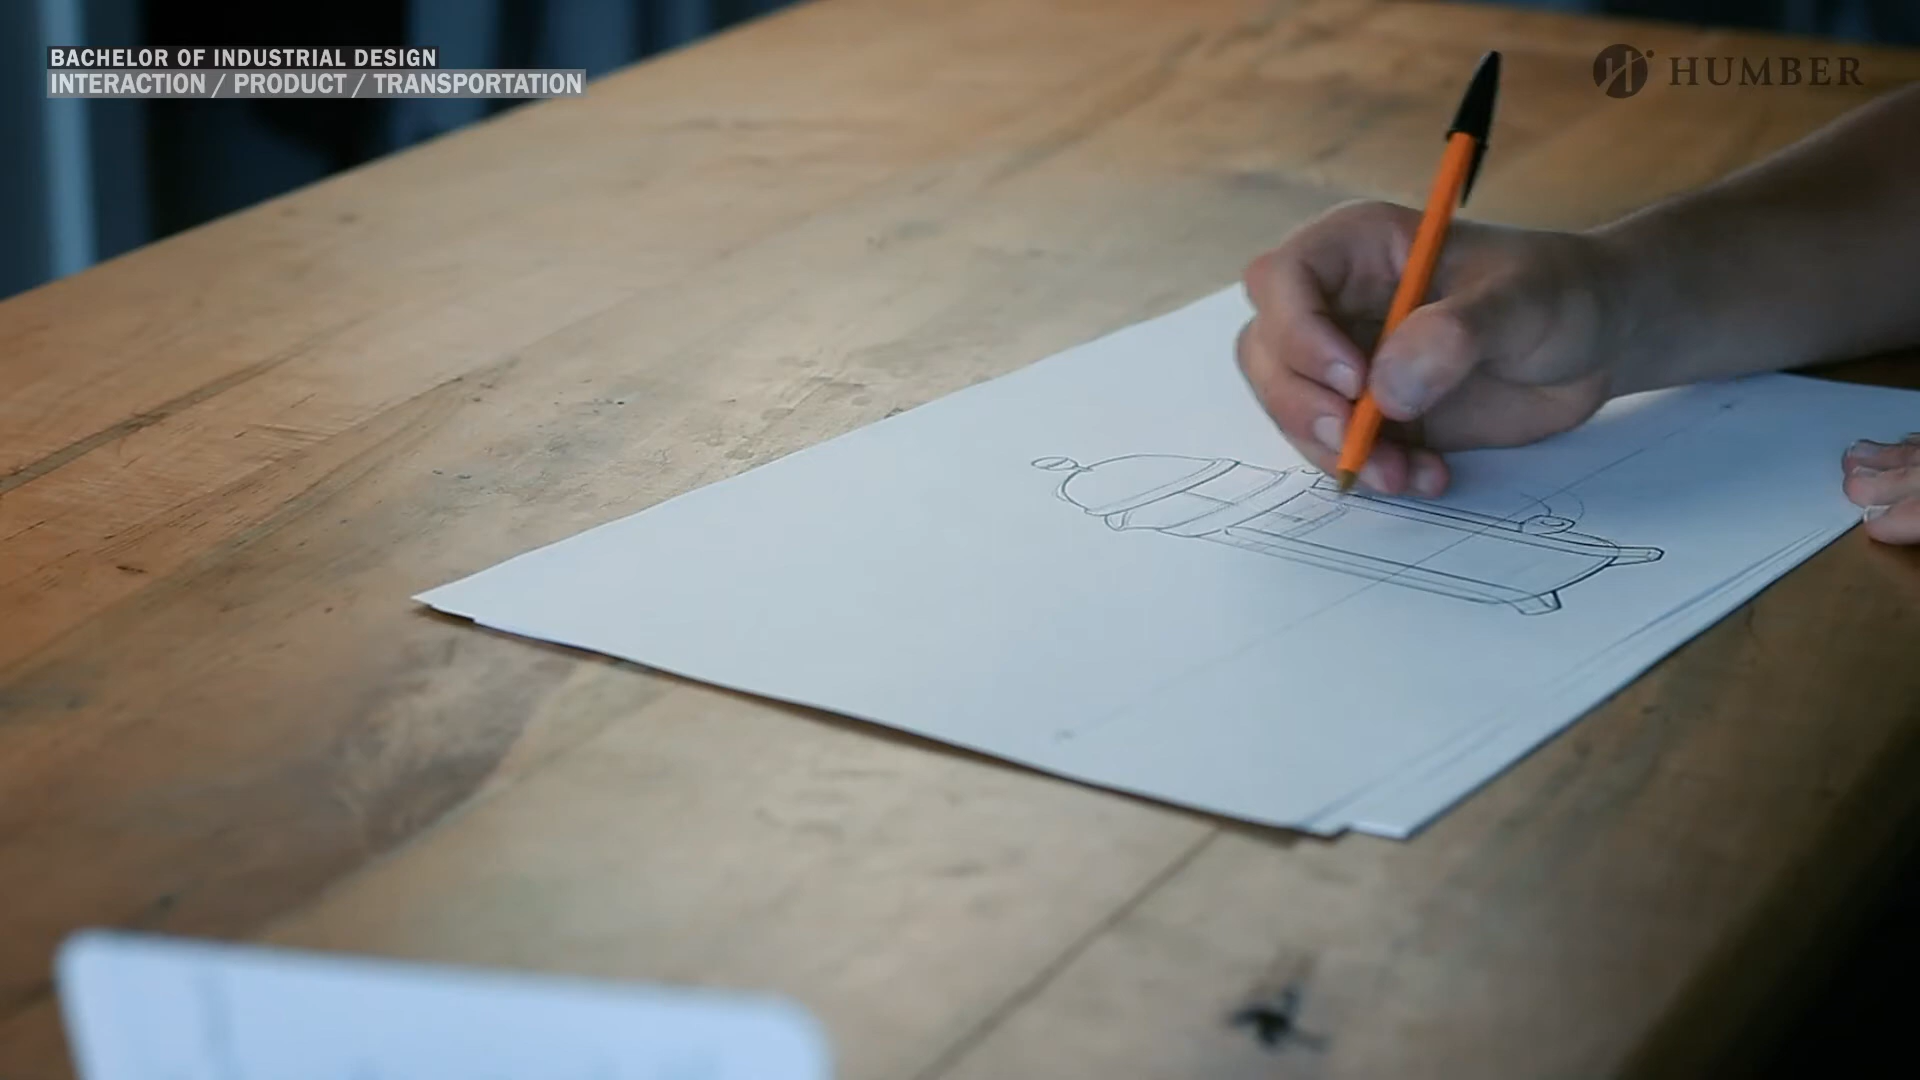 BACHELOR OF INDUSTRIAL DESIGN
INTERACTION / PRODUCT / TRANSPORTATION
HUMBER